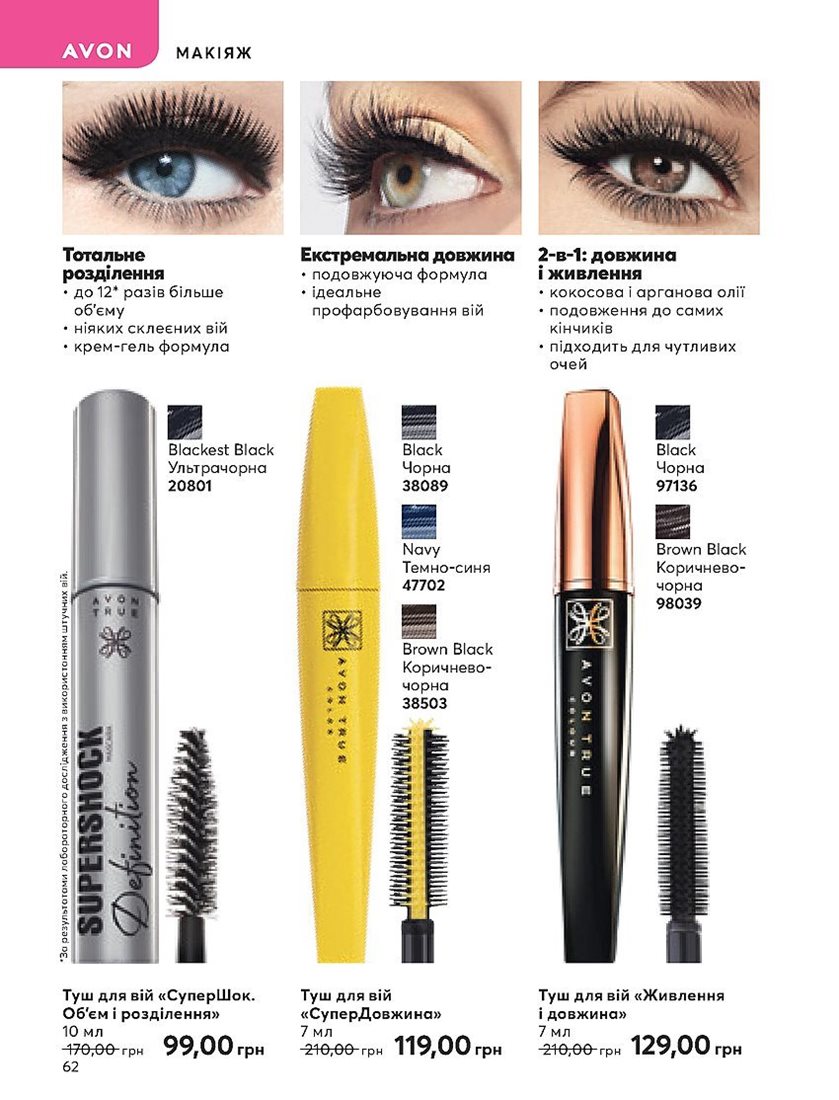 AVON
МАКІЯЖ
Тотальне
розділення
• до 12* разів більше
об'єму
• ніяких склеєних вій
• крем-гель формула
Екстремальна довжина
• подовжуюча формула
• ідеальне
профарбовування вій
2-в-1: довжина
і живлення
• кокосова і арганова олії
• подовження до самих
кінчиків
• підходить для чутливих
очей
Blackest Black
Ультрачорна
20801
Black
Чорна
38089
Navy
Темно-синя
47702
Brown Black
Коричнево-
чорна
38503
Black
Чорна
97136
Brown Black
Коричнево-
чорна
98039
*За результатами лабораторного дослідження з використанням штучних вій.
AVON
TRUE
SUPERSHOCK
MASCARA
Definition
AVON TRUE
COLOUR
AVON TRUE
COLOUR
Туш для вій «СуперШок.
Об'єм і розділення»
10 мл
170,00 грн 99,00 грн
Туш для вій
«СуперДовжина»
7 мл
210,00 грн 119,00 грн
Туш для вій «Живлення
і довжина»
7 мл
210,00 грн 129,00 грн
62